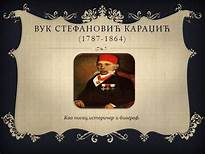 ВУК СТЕФАНОВИЋ КАРАЏИЋ
(1787-1864)
Као писац,историчар и биограф.